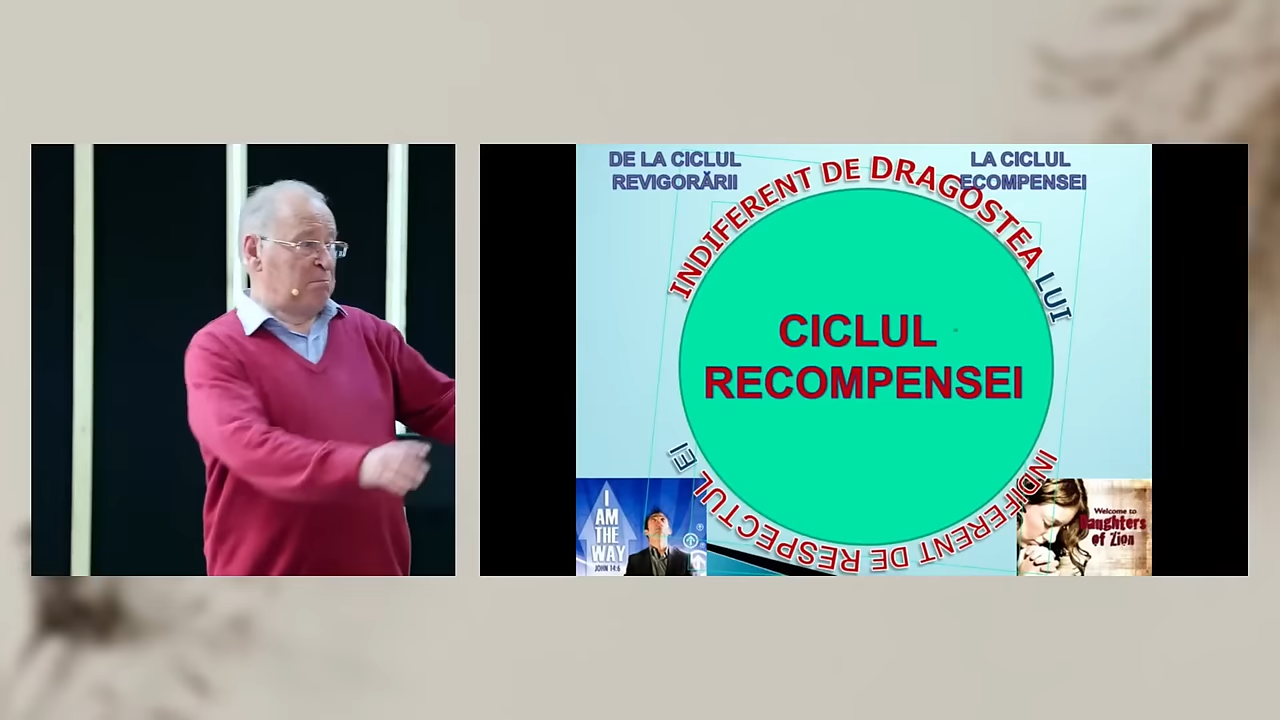 DE LA CICLUL
REVIGORĂRII
LA CICLUL
ECOMPENSEI
INDIFERENT DE DRAGOSTEA LUI
CICLUL
RECOMPENSEI
INDIFERENT DE RESPECTUL EI
I
AM
THE
WAY
JOHN 14:6
Welcome to
Daughters
of Zion